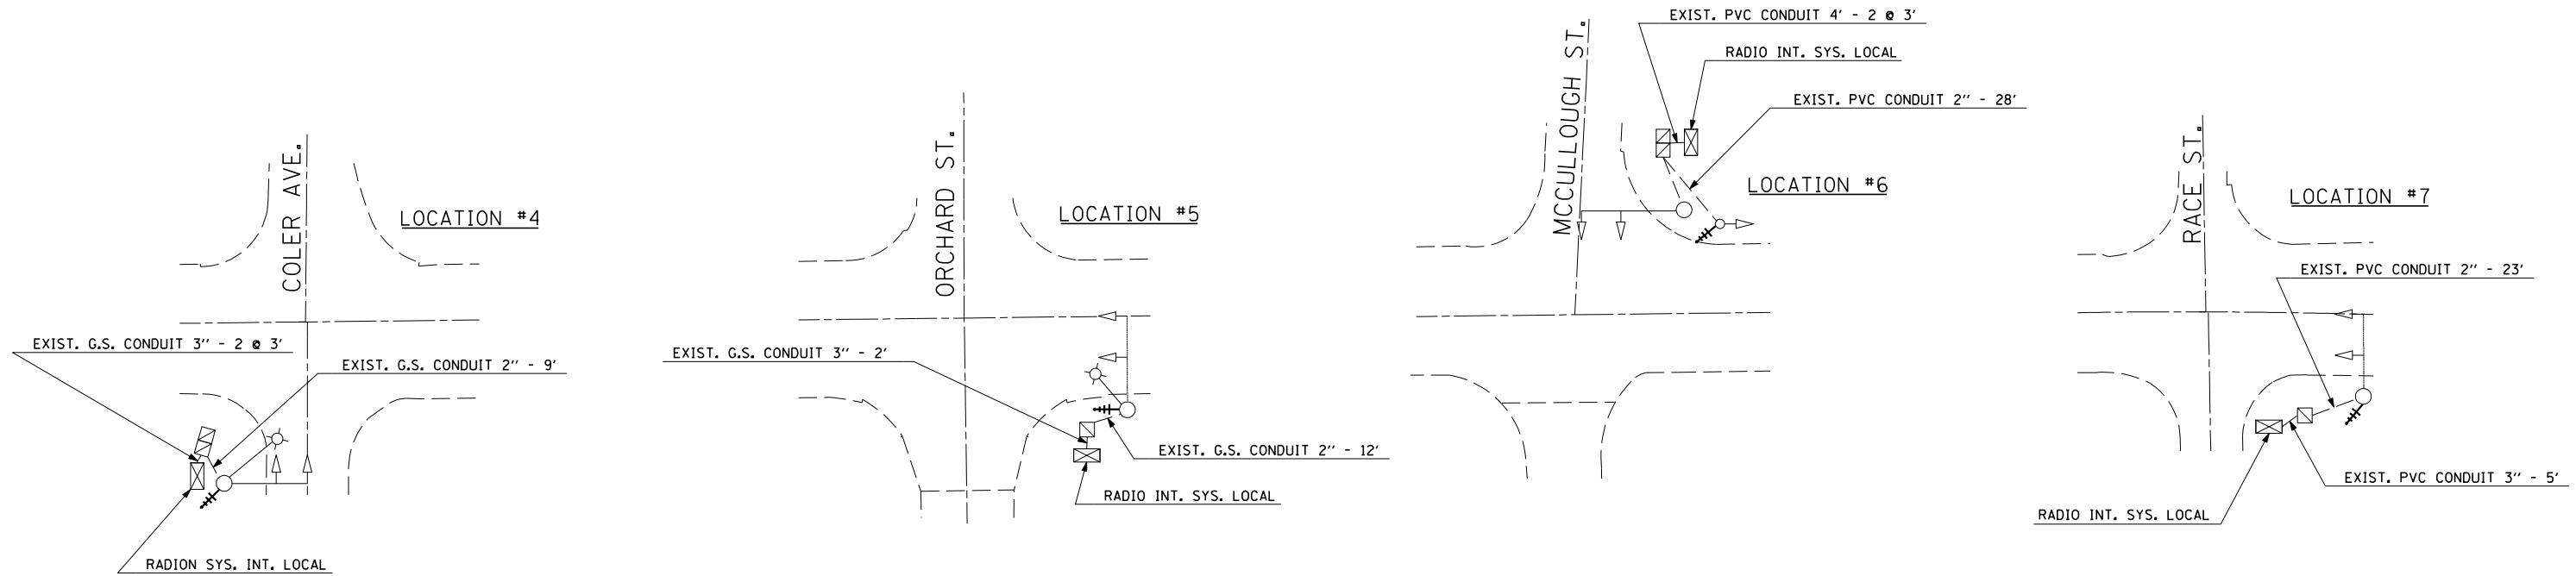 COLER AVE.
LOCATION #4
EXIST. G.S. CONDUIT 3'' - 2 @ 3'
EXIST. G.S. CONDUIT 2'' - 9'
RADION SYS. INT. LOCAL
ORCHARD ST.
LOCATION #5
EXIST. G.S. CONDUIT 3'' - 2'
EXIST. G.S. CONDUIT 2'' - 12'
RADIO INT. SYS. LOCAL
MCCULLOUGH ST.
EXIST. PVC CONDUIT 4' - 2 @ 3'
RADIO INT. SYS. LOCAL
EXIST. PVC CONDUIT 2'' - 28'
LOCATION #6
RACE ST.
LOCATION #7
EXIST. PVC CONDUIT 2'' - 23'
EXIST. PVC CONDUIT 3'' - 5'
RADIO INT. SYS. LOCAL